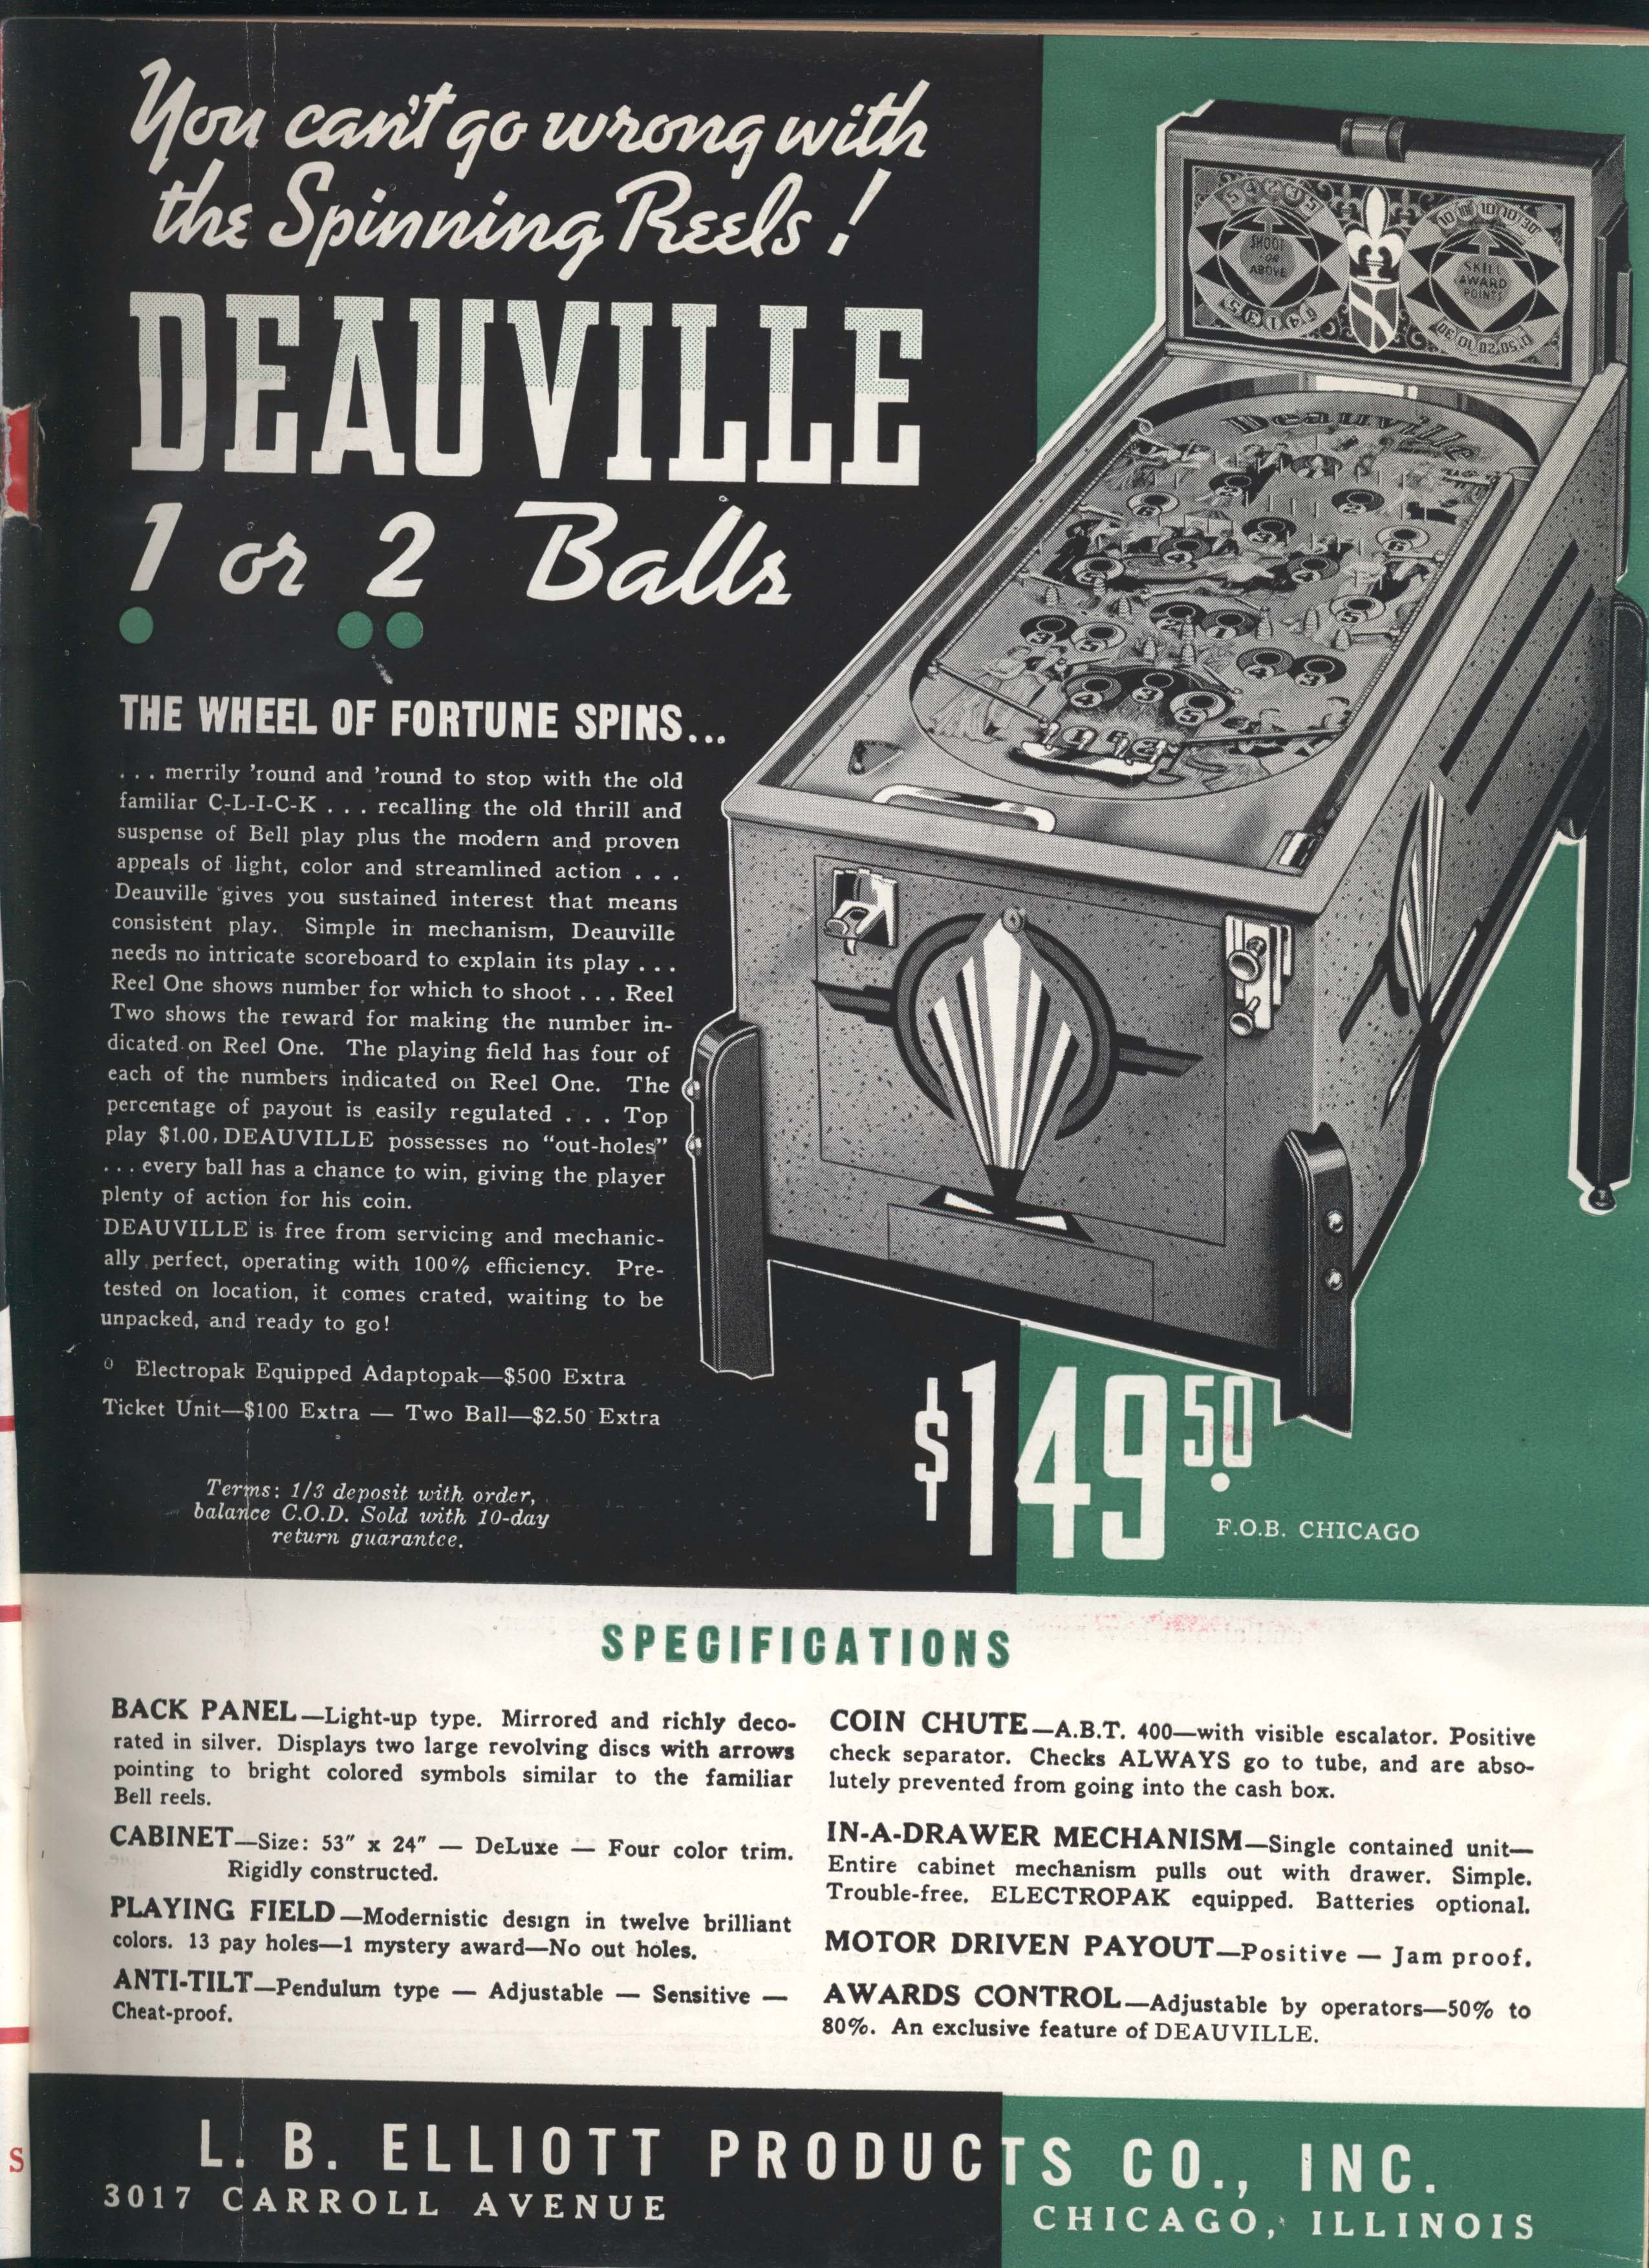 You can't go wrong with
the Spinning Reels!
DEAUVILLE
1 or 2 Balls
THE WHEEL OF FORTUNE SPINS...
. . . merrily 'round and 'round to stop with the old
familiar C-L-I-C-K . . . recalling the old thrill and
suspense of Bell play plus the modern and proven
appeals of light, color and streamlined action . . .
Deauville gives you sustained interest that means
consistent play. Simple in mechanism, Deauville
needs no intricate scoreboard to explain its play . . .
Reel One shows number for which to shoot . . . Reel
Two shows the reward for making the number in-
dicated on Reel One. The playing field has four of
each of the numbers indicated on Reel One. The
percentage of payout is easily regulated . . . Top
play $1.00. DEAUVILLE possesses no "out-holes"
. . . every ball has a chance to win, giving the player
plenty of action for his coin.
DEAUVILLE is free from servicing and mechanic-
ally perfect, operating with 100% efficiency. Pre-
tested on location, it comes crated, waiting to be
unpacked, and ready to go!
Electropak Equipped Adaptopak—$500 Extra
Ticket Unit—$100 Extra — Two Ball—$2.50 Extra
Terms: 1/3 deposit with order,
balance C.O.D. Sold with 10-day
return guarantee.
SHOOT
FOR
ABOVE
SKILL
AWARD
POINTS
Deauville
$149.50
F.O.B. CHICAGO
SPECIFICATIONS
BACK PANEL—Light-up type. Mirrored and richly deco-
rated in silver. Displays two large revolving discs with arrows
pointing to bright colored symbols similar to the familiar
Bell reels.
CABINET—Size: 53" x 24" — DeLuxe — Four color trim.
Rigidly constructed.
PLAYING FIELD—Modernistic design in twelve brilliant
colors. 13 pay holes—1 mystery award—No out holes.
ANTI-TILT—Pendulum type — Adjustable — Sensitive —
Cheat-proof.
COIN CHUTE—A.B.T. 400—with visible escalator. Positive
check separator. Checks ALWAYS go to tube, and are abso-
lutely prevented from going into the cash box.
IN-A-DRAWER MECHANISM—Single contained unit—
Entire cabinet mechanism pulls out with drawer. Simple.
Trouble-free. ELECTROPAK equipped. Batteries optional.
MOTOR DRIVEN PAYOUT—Positive — Jam proof.
AWARDS CONTROL—Adjustable by operators—50% to
80%. An exclusive feature of DEAUVILLE.
L. B. ELLIOTT PRODUCTS CO., INC.
3017 CARROLL AVENUE
CHICAGO, ILLINOIS
S